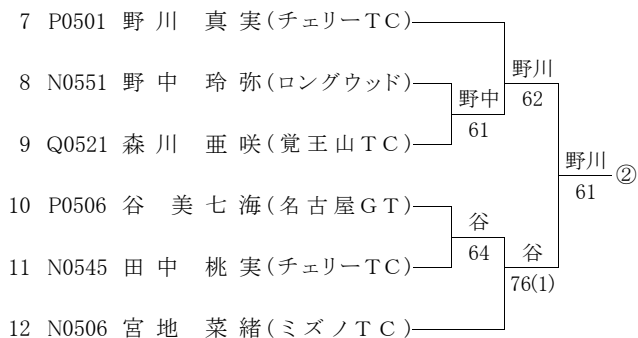 7 P0501 野川 真実(チェリーTC)
野川
8 N0551 野中 玲弥(ロングウッド)
野中 62
61
9 Q0521 森川 亜咲(覚王山TC)
野川
②
61
10 P0506 谷 美七海(名古屋GT)
谷
64 谷
11 N0545 田中 桃実(チェリーTC)
76(1)
12 N0506 宮地 菜緒(ミズノTC)